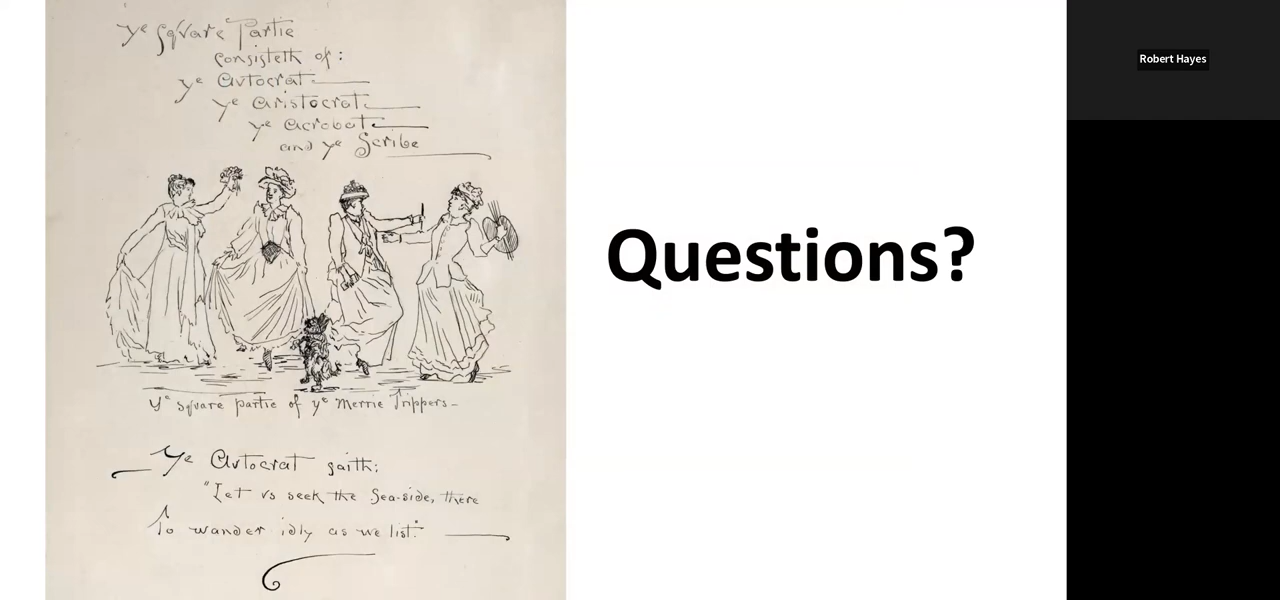 ye Sqvare Partie
consisteth of:
ye Avtocrat
ye Aristocrat
ye Acrobat
and ye Scribe
Ye sqvare partie of ye Merrie Trippers-
Ye Avtocrat saith:
"Let vs seek the Sea-side, there
To wander idly as we list."
Questions?
Robert Hayes